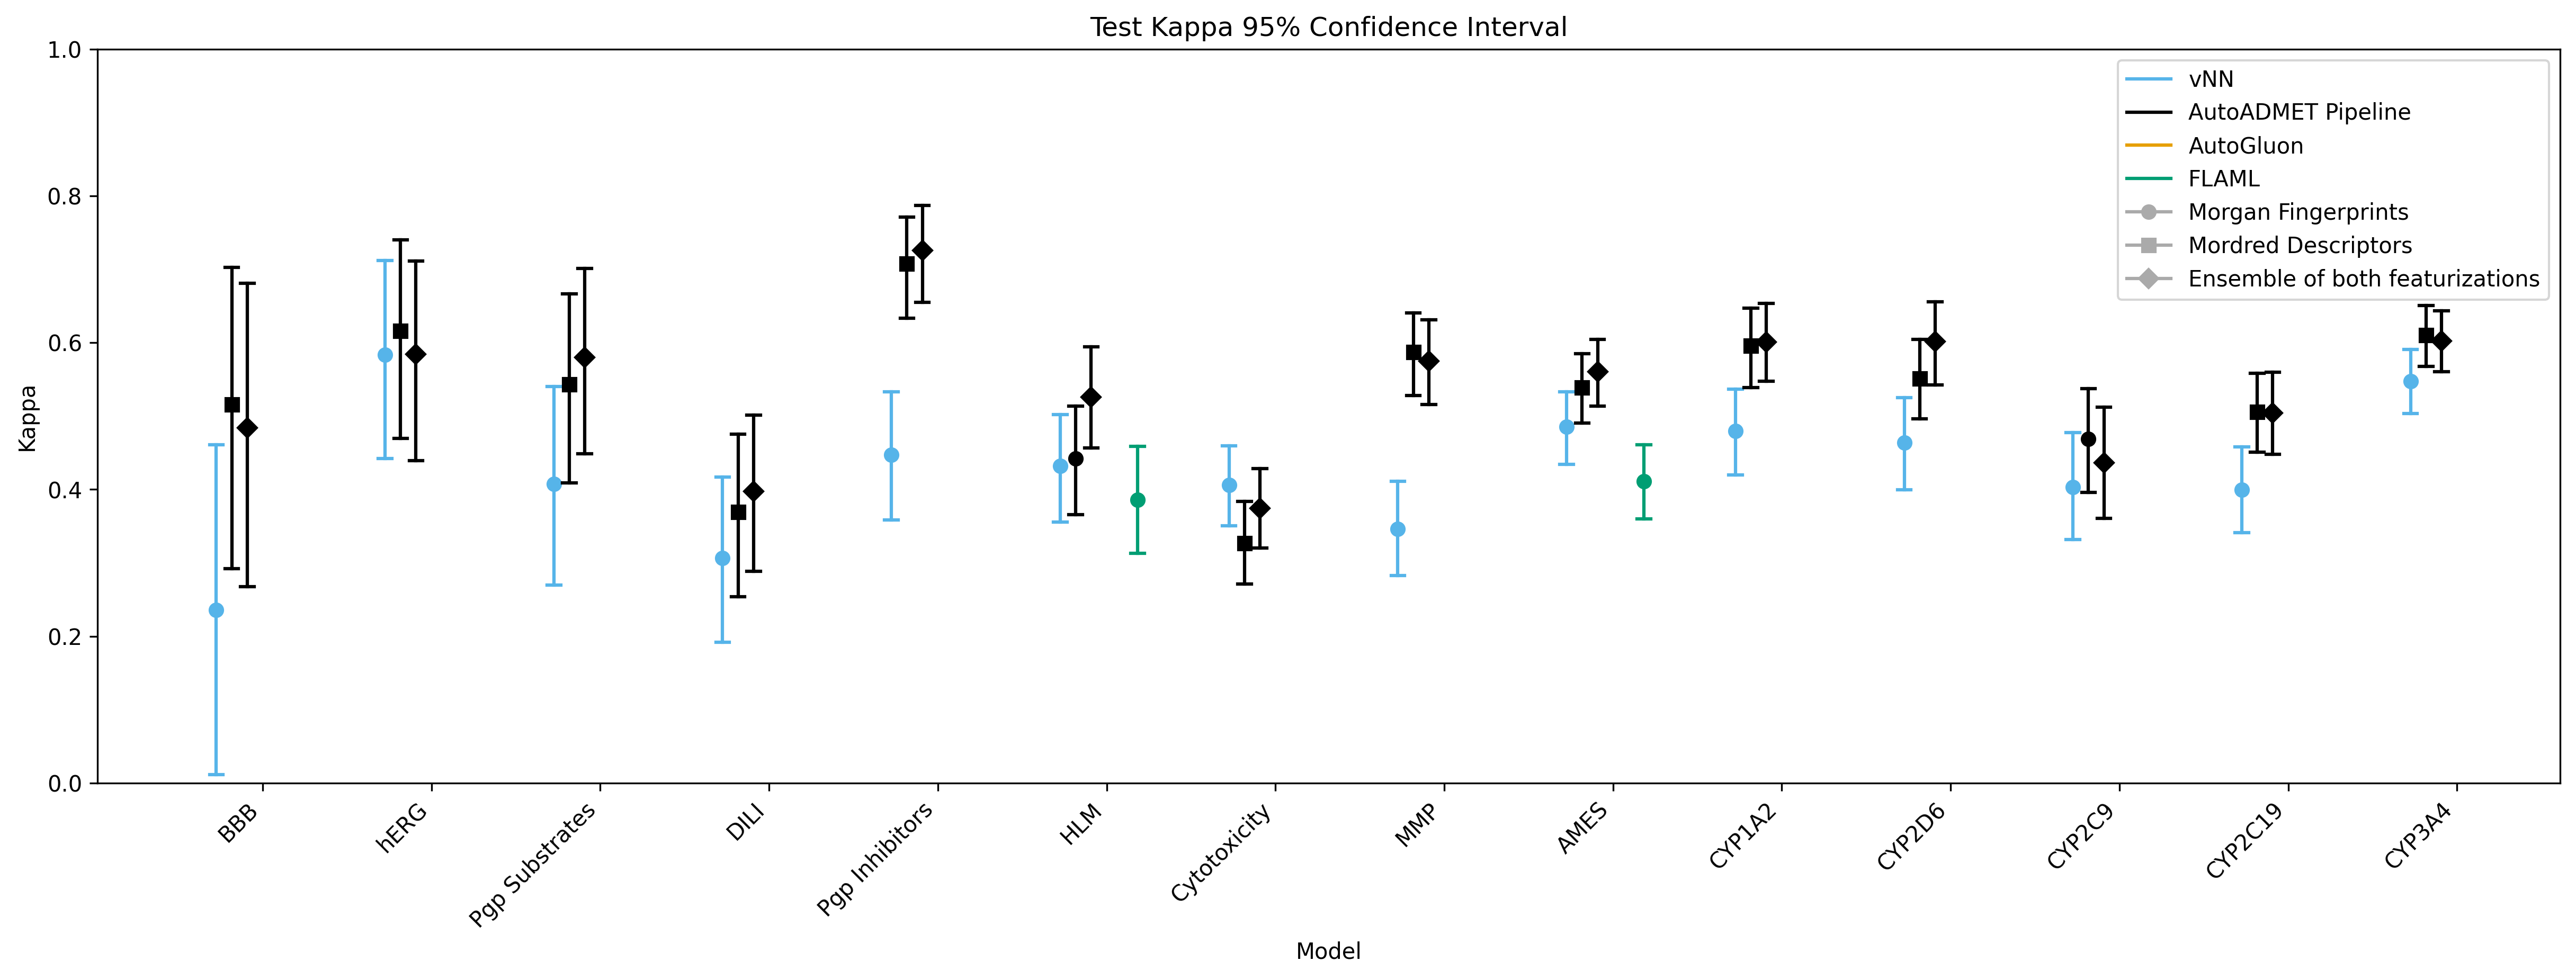 Test Kappa 95% Confidence Interval
1.0
0.8
0.6
0.4
0.2
0.0
Kappa
vNN
AutoADMET Pipeline
AutoGluon
FLAML
Morgan Fingerprints
Mordred Descriptors
Ensemble of both featurizations
BBB
hERG
Pgp Substrates
DILI
Pgp Inhibitors
HLM
Cytotoxicity
MMP
AMES
CYP1A2
CYP2D6
CYP2C9
CYP2C19
CYP3A4
Model